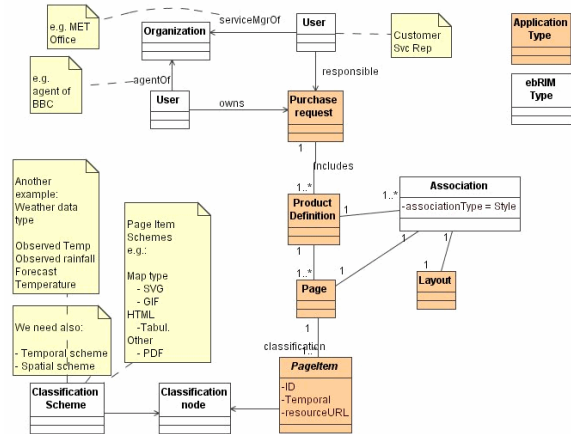 e.g. MET
Office
serviceMgrOf
Organization
User
Customer
Svc Rep
Application
Type
e.g.
agent of
BBC
agentOf
responsible
ebRIM
Type
User
owns
Purchase
request
1
Includes
1..*
Another
example:
Weather data
type
Observed Temp
Observed rainfall
Forecast
Temperature
Page Item
Schemes
e.g.:
Map type
- SVG
- GIF
HTML
-Tabul.
Other
- PDF
Product
Definition
1
1..*
Association
-associationType = Style
1
1
1..*
Page
1
1
Layout
1
We need also:
- Temporal scheme
- Spatial scheme
classification
1..*
PageItem
-ID
-Temporal
-resourceURL
Classification
Scheme
Classification
node